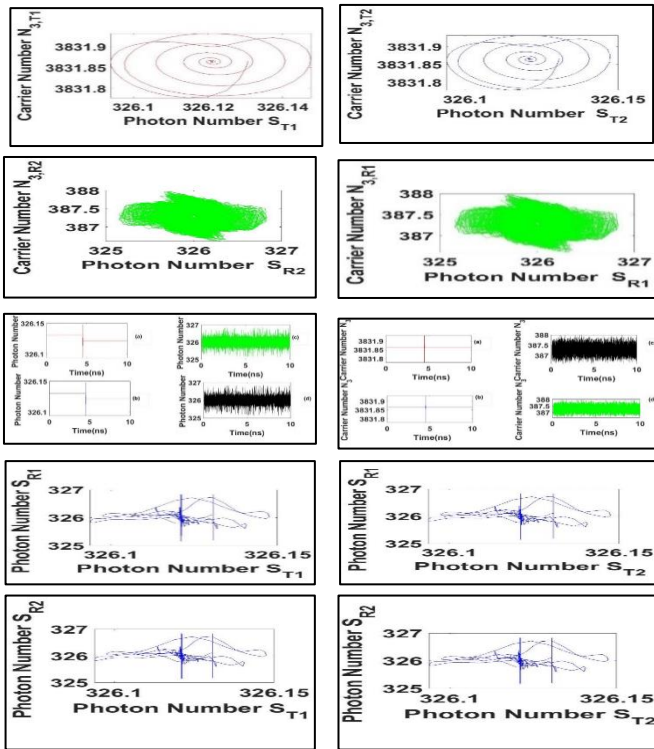 Carrier Number N3,T1
3831.9
3831.85
3831.8
326.1 326.12 326.14
Photon Number ST1
Carrier Number N3,T2
3831.9
3831.85
3831.8
326.1 326.15
Photon Number ST2
Carrier Number N3,R2
388
387.5
387
325 326 327
Photon Number SR2
Carrier Number N3,R1
388
387.5
387
325 326 327
Photon Number SR1
Photon Number
326.15
326.1
(a)
0 5 10
Time(ns)
Photon Number
327
326
325
(c)
0 5 10
Time(ns)
Photon Number
326.15
326.1
(b)
0 5 10
Time(ns)
Photon Number
327
326
325
(d)
0 5 10
Time(ns)
Carrier Number N3
3831.9
3831.85
3831.8
(a)
0 5 10
Time(ns)
Carrier Number N3
388
387.5
387
(c)
0 5 10
Time(ns)
Carrier Number N3
3831.9
3831.85
3831.8
(b)
0 5 10
Time(ns)
Carrier Number N3
388
387.5
387
(d)
0 5 10
Time(ns)
Photon Number SR1
327
326
325
326.1 326.15
Photon Number ST1
Photon Number SR1
327
326
325
326.1 326.15
Photon Number ST2
Photon Number SR2
327
326
325
326.1 326.15
Photon Number ST1
Photon Number SR2
327
326
325
326.1 326.15
Photon Number ST2